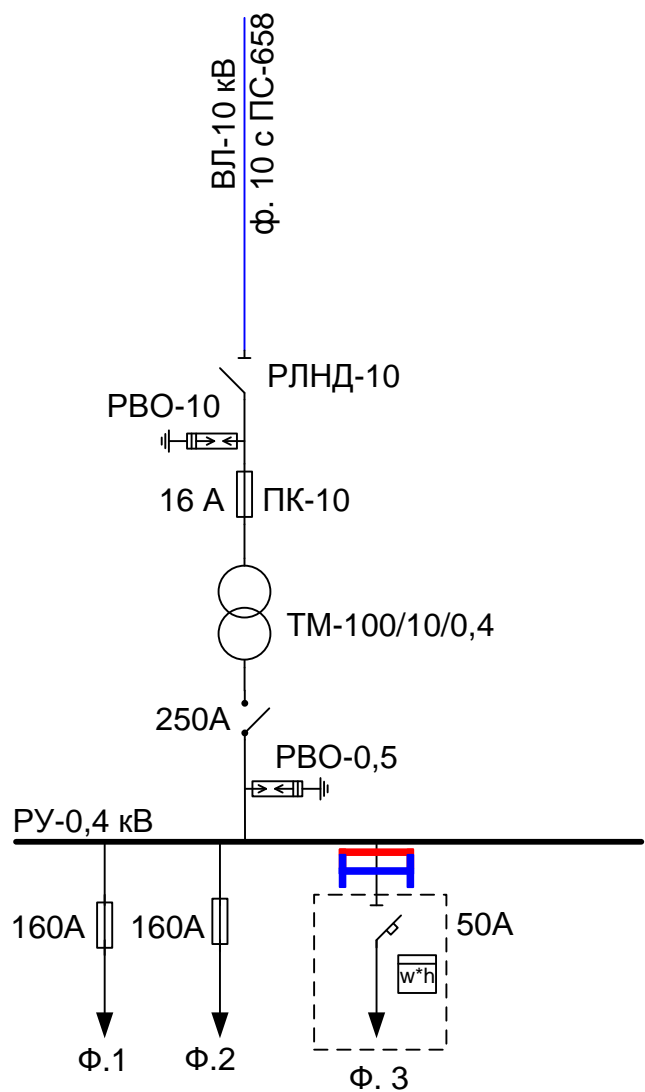 ВЛ-10 кВ
ф. 10 с ПС-658
РЛНД-10
РВО-10
16 А
ПК-10
ТМ-100/10/0,4
250А
РВО-0,5
РУ-0,4 кВ
160А
160А
50А
w*h
Ф.1
Ф.2
Ф. 3